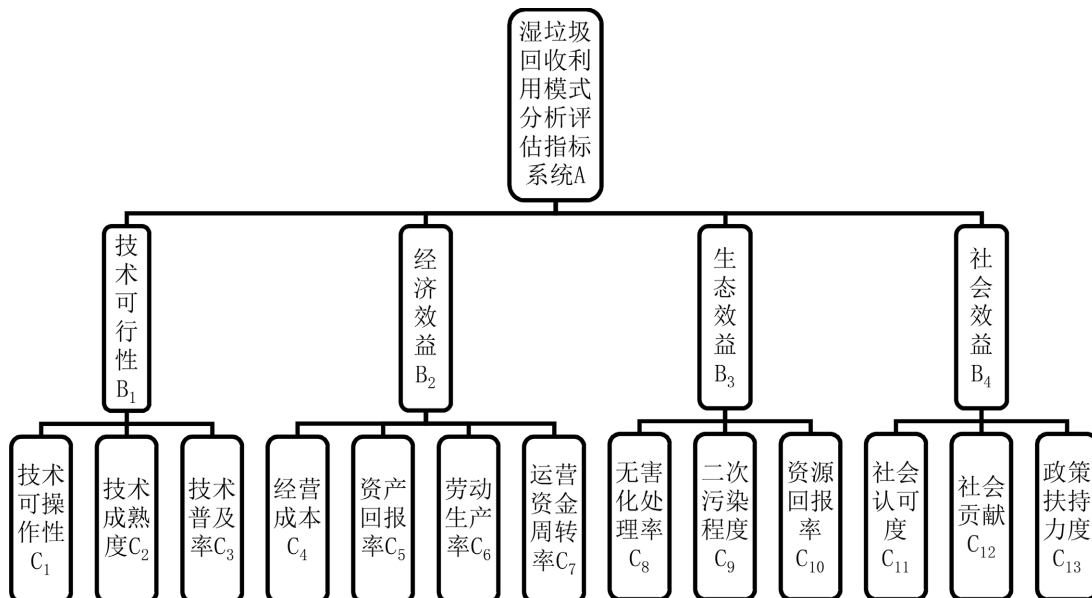 湿垃圾
回收利
用模式
分析评
估指标
系统A
技
术
可
行
性
B₁
经
济
效
益
B₂
生
态
效
益
B₃
社
会
效
益
B₄
技术
可操
作性
C₁
技术
成熟
度C₂
技术
普及
率C₃
经营
成本
C₄
资产
回报
率C₅
劳动
生产
率C₆
运营
资金
周转
率C₇
无害
化处
理率
C₈
二次
污染
程度
C₉
资源
回报
率
C₁₀
社会
认可
度
C₁₁
社会
贡献
C₁₂
政策
扶持
力度
C₁₃